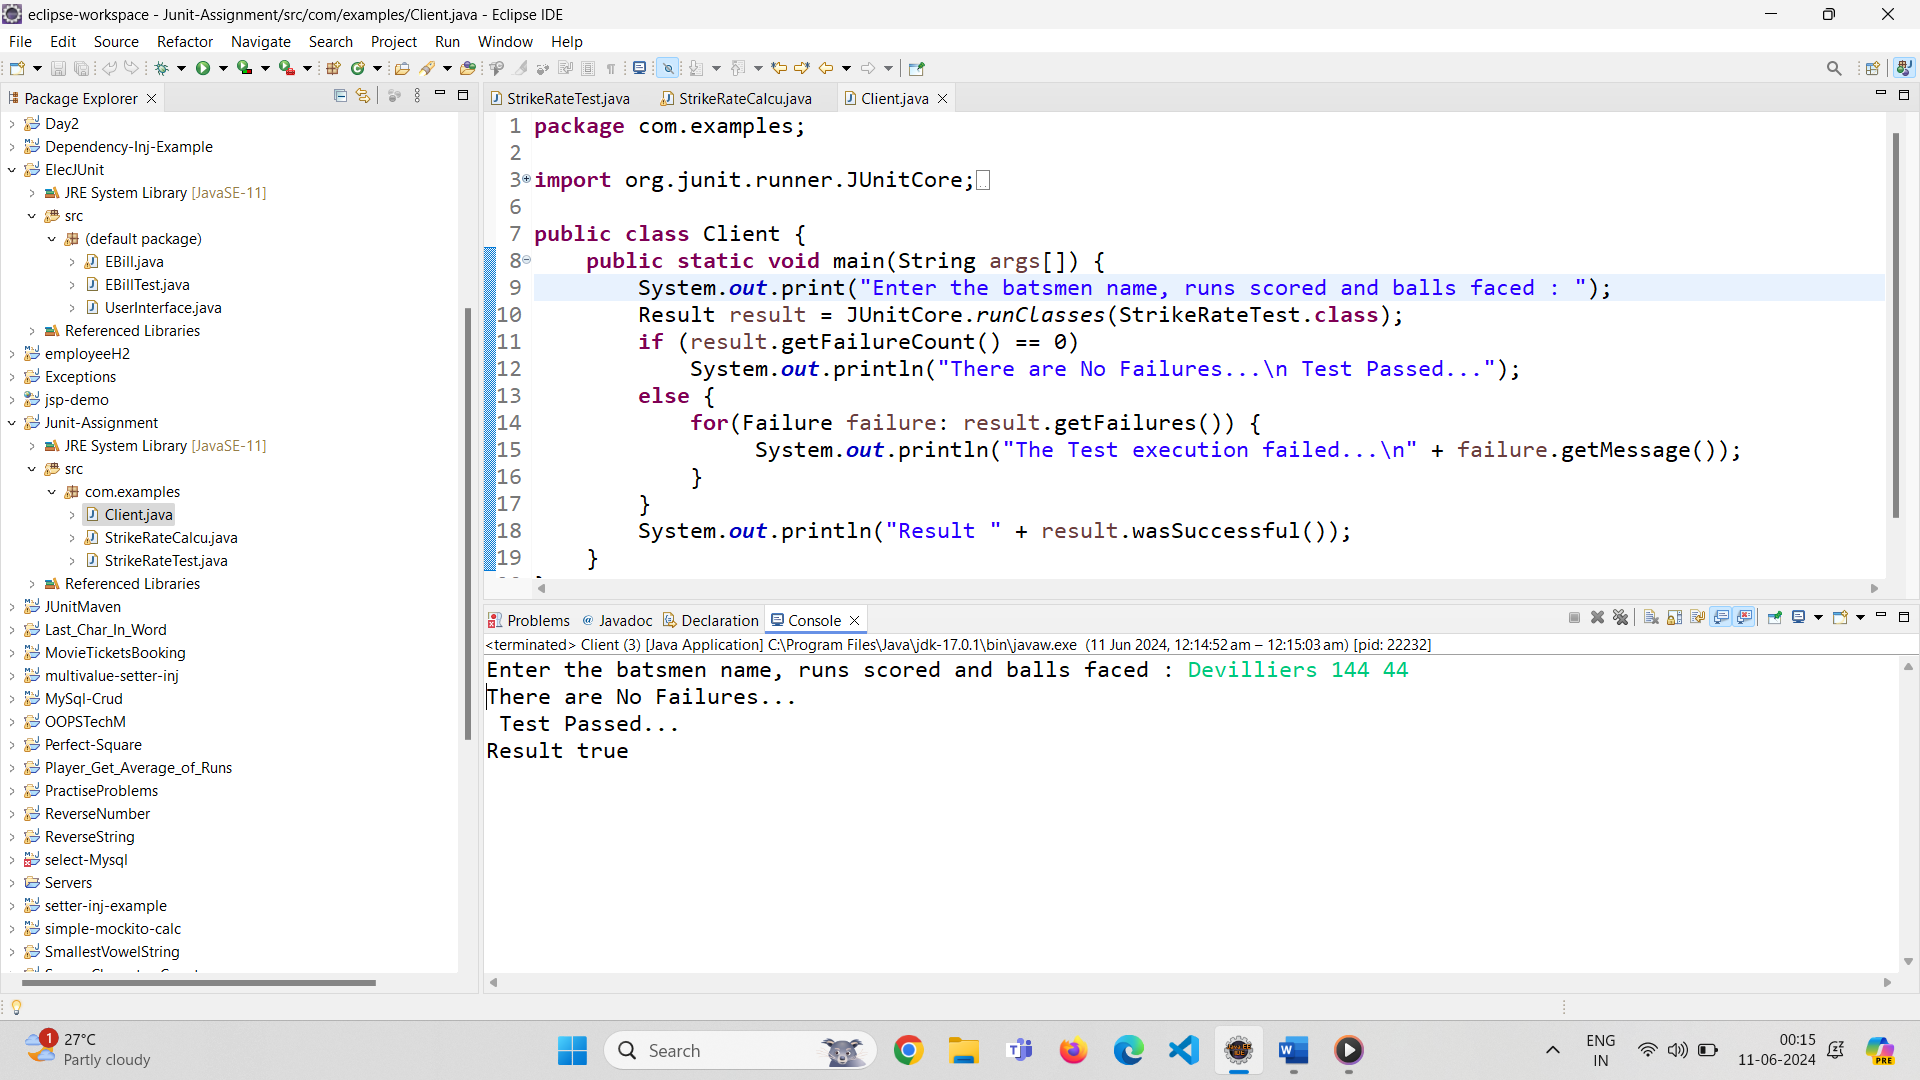 eclipse-workspace - Junit-Assignment/src/com/examples/Client.java - Eclipse IDE
File Edit Source Refactor Navigate Search Project Run Window Help
Package Explorer
Day2
Dependency-Inj-Example
ElecJUnit
JRE System Library [JavaSE-11]
src
(default package)
EBill.java
EBillTest.java
UserInterface.java
Referenced Libraries
employeeH2
Exceptions
jsp-demo
Junit-Assignment
JRE System Library [JavaSE-11]
src
com.examples
Client.java
StrikeRateCalcu.java
StrikeRateTest.java
Referenced Libraries
JUnitMaven
Last_Char_In_Word
MovieTicketsBooking
multivalue-setter-inj
MySql-Crud
OOPSTechM
Perfect-Square
Player_Get_Average_of_Runs
PractiseProblems
ReverseNumber
ReverseString
select-Mysql
Servers
setter-inj-example
simple-mockito-calc
SmallestVowelString
StrikeRateTest.java StrikeRateCalcu.java Client.java
1 package com.examples;
2
3 import org.junit.runner.JUnitCore;
6
7 public class Client {
8 public static void main(String args[]) {
9 System.out.print("Enter the batsmen name, runs scored and balls faced : ");
10 Result result = JUnitCore.runClasses(StrikeRateTest.class);
11 if (result.getFailureCount() == 0)
12 System.out.println("There are No Failures...\n Test Passed...");
13 else {
14 for(Failure failure: result.getFailures()) {
15 System.out.println("The Test execution failed...\n" + failure.getMessage());
16 }
17 }
18 System.out.println("Result " + result.wasSuccessful());
19 }
Problems @ Javadoc Declaration Console
<terminated> Client (3) [Java Application] C:\Program Files\Java\jdk-17.0.1\bin\javaw.exe (11 Jun 2024, 12:14:52 am – 12:15:03 am) [pid: 22232]
Enter the batsmen name, runs scored and balls faced : Devilliers 144 44
There are No Failures...
Test Passed...
Result true
1
27°C
Partly cloudy
Search
ENG
IN
00:15
11-06-2024
PRE